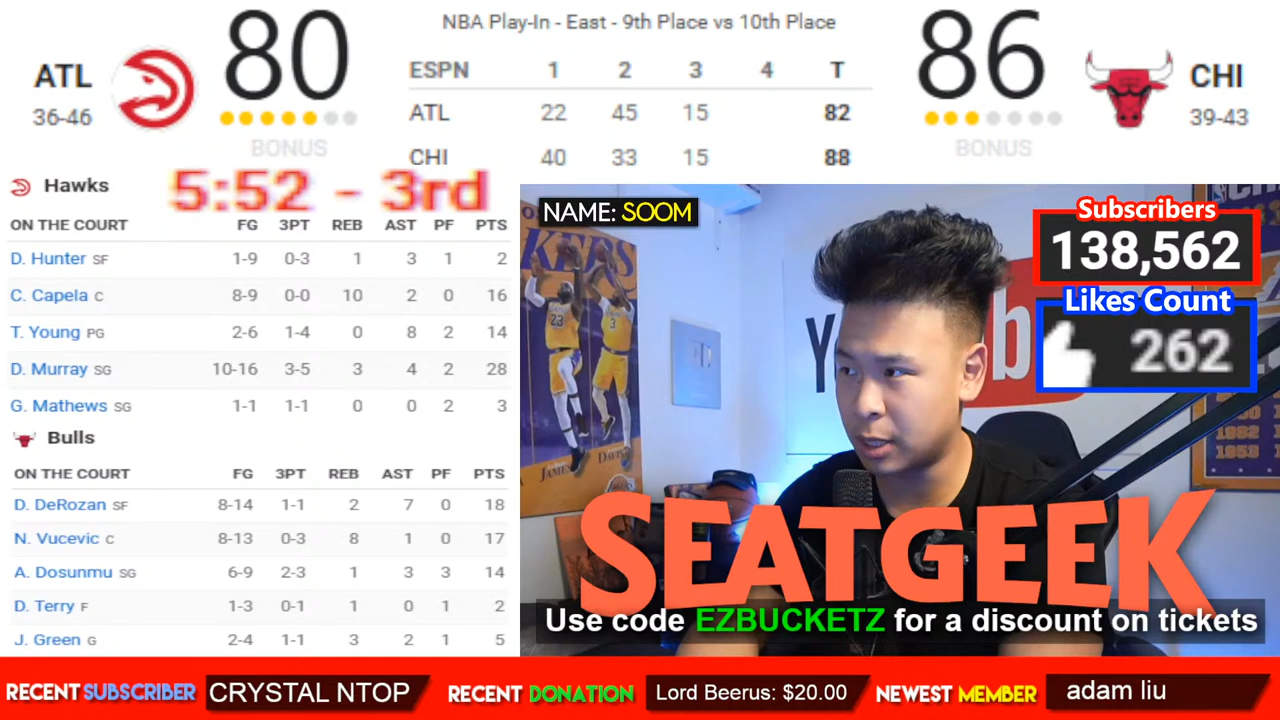 NBA Play-In - East - 9th Place vs 10th Place
ATL
36-46
80
BONUS
ESPN 1 2 3 4 T
ATL 22 45 15 82
CHI 40 33 15 88
86
BONUS
CHI
39-43
Hawks
5:52 - 3rd
ON THE COURT FG 3PT REB AST PF PTS
D. Hunter SF 1-9 0-3 1 3 1 2
C. Capela C 8-9 0-0 10 2 0 16
T. Young PG 2-6 1-4 0 8 2 14
D. Murray SG 10-16 3-5 3 4 2 28
G. Mathews SG 1-1 1-1 0 0 2 3
Bulls
ON THE COURT FG 3PT REB AST PF PTS
D. DeRozan SF 8-14 1-1 2 7 0 18
N. Vucevic C 8-13 0-3 8 1 0 17
A. Dosunmu SG 6-9 2-3 1 3 3 14
D. Terry F 1-3 0-1 1 0 1 2
J. Green G 2-4 1-1 3 2 1 5
NAME: SOOM
Subscribers
138,562
Likes Count
262
23
3
JAMES
DAVIS
SEATGEEK
Use code EZBUCKETZ for a discount on tickets
RECENT SUBSCRIBER CRYSTAL NTOP
RECENT DONATION Lord Beerus: $20.00
NEWEST MEMBER adam liu